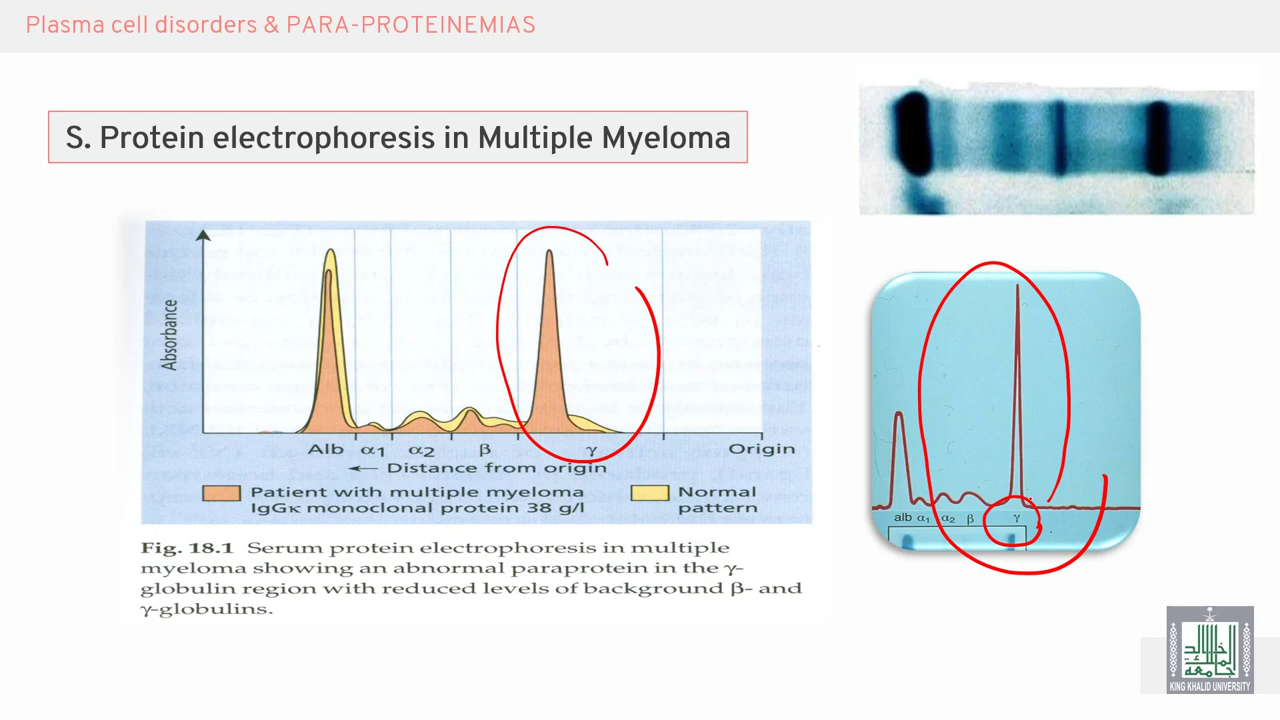 Plasma cell disorders & PARA-PROTEINEMIAS
S. Protein electrophoresis in Multiple Myeloma
Absorbance
Alb α1 α2 β γ Origin
← Distance from origin
Patient with multiple myeloma
IgGκ monoclonal protein 38 g/l
Normal
pattern
Fig. 18.1 Serum protein electrophoresis in multiple
myeloma showing an abnormal paraprotein in the γ-
globulin region with reduced levels of background β- and
γ-globulins.
alb α1 α2 β γ
جامعة الملك خالد
KING KHALID UNIVERSITY